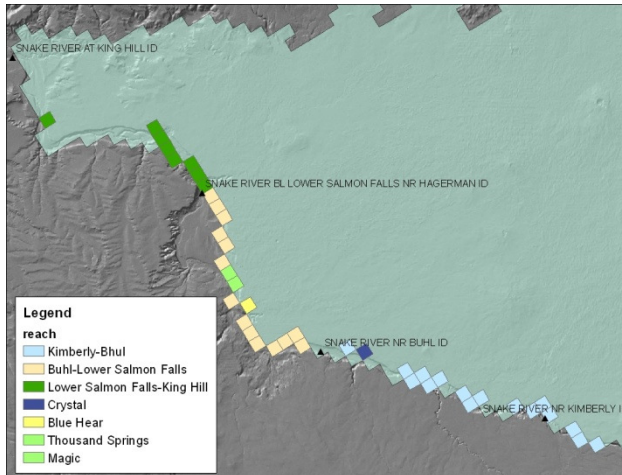 SNAKE RIVER AT KING HILL ID
SNAKE RIVER BL LOWER SALMON FALLS NR HAGERMAN ID
SNAKE RIVER NR BUHL ID
SNAKE RIVER NR KIMBERLY I
Legend
reach
Kimberly-Bhul
Buhl-Lower Salmon Falls
Lower Salmon Falls-King Hill
Crystal
Blue Hear
Thousand Springs
Magic